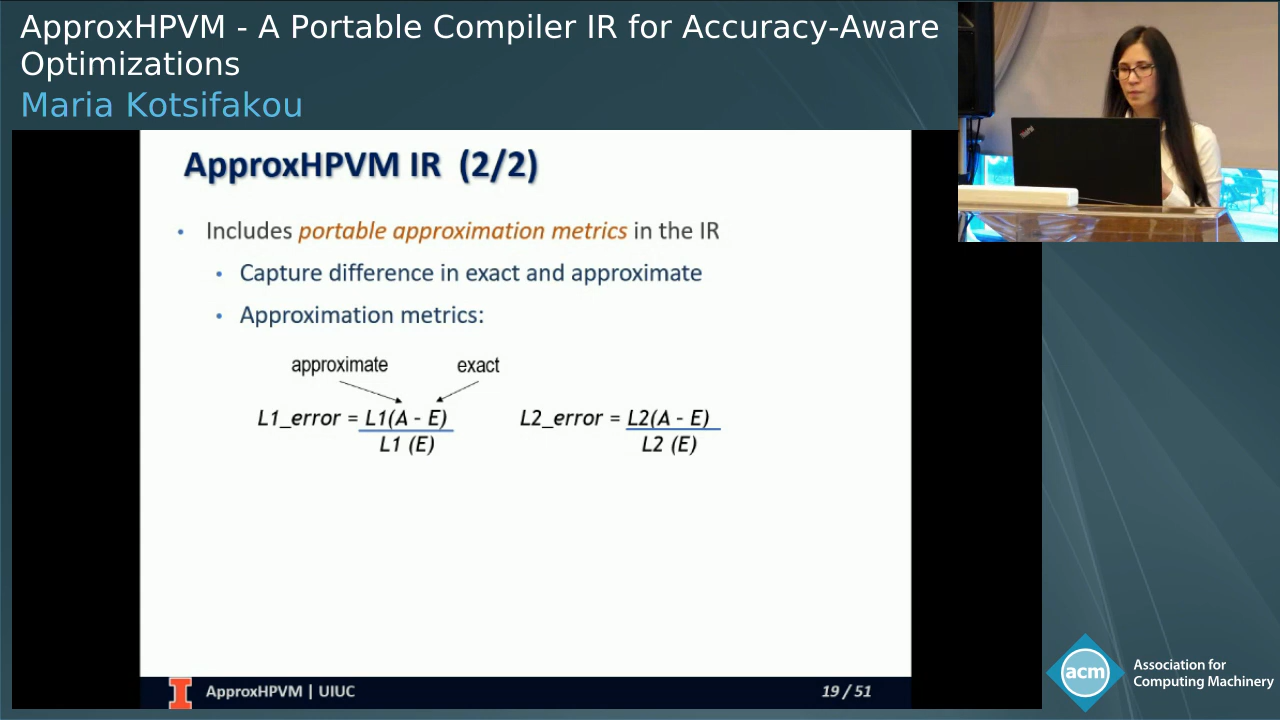 ApproxHPVM - A Portable Compiler IR for Accuracy-Aware
Optimizations
Maria Kotsifakou
ApproxHPVM IR (2/2)
• Includes portable approximation metrics in the IR
• Capture difference in exact and approximate
• Approximation metrics:
approximate exact
L1_error = L1(A - E) L2_error = L2(A - E)
L1 (E) L2 (E)
ApproxHPVM | UIUC 19 / 51
acm Association for
Computing Machinery
ThinkPad